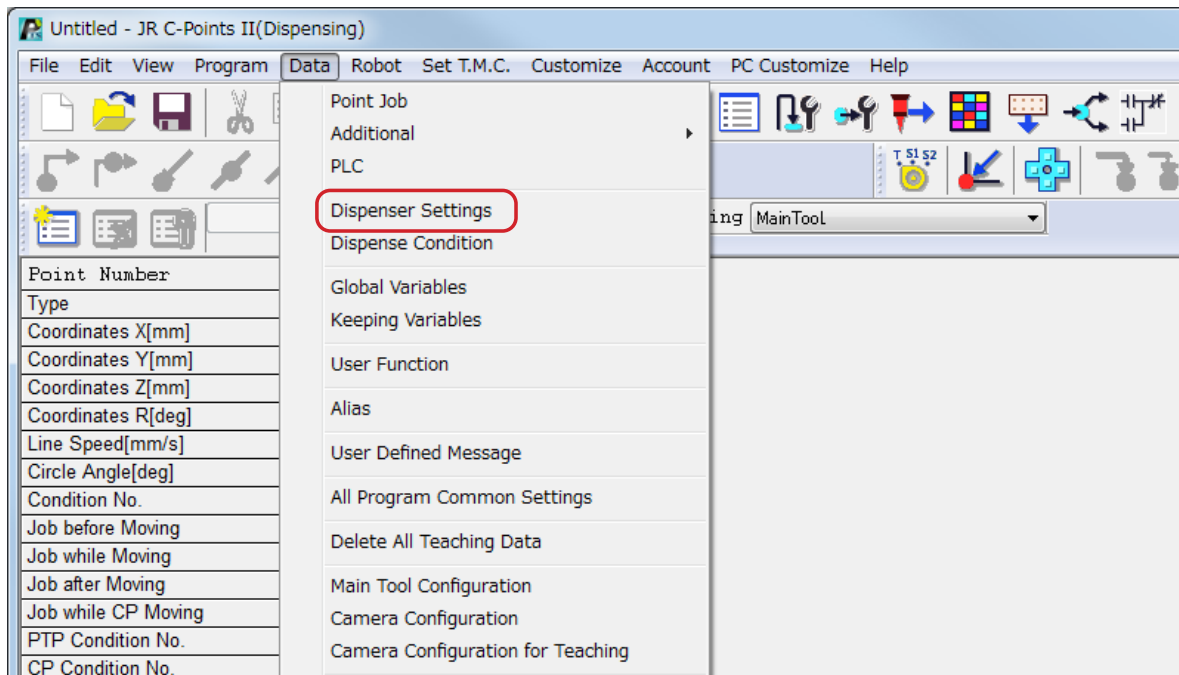 Untitled - JR C-Points II(Dispensing)
File Edit View Program Data Robot Set T.M.C. Customize Account PC Customize Help
Point Job
Additional
PLC
T S1 S2
Dispenser Settings
ing MainTool
Dispense Condition
Global Variables
Keeping Variables
User Function
Alias
User Defined Message
All Program Common Settings
Delete All Teaching Data
Main Tool Configuration
Camera Configuration
Camera Configuration for Teaching
Point Number
Type
Coordinates X[mm]
Coordinates Y[mm]
Coordinates Z[mm]
Coordinates R[deg]
Line Speed[mm/s]
Circle Angle[deg]
Condition No.
Job before Moving
Job while Moving
Job after Moving
Job while CP Moving
PTP Condition No.
CP Condition No.